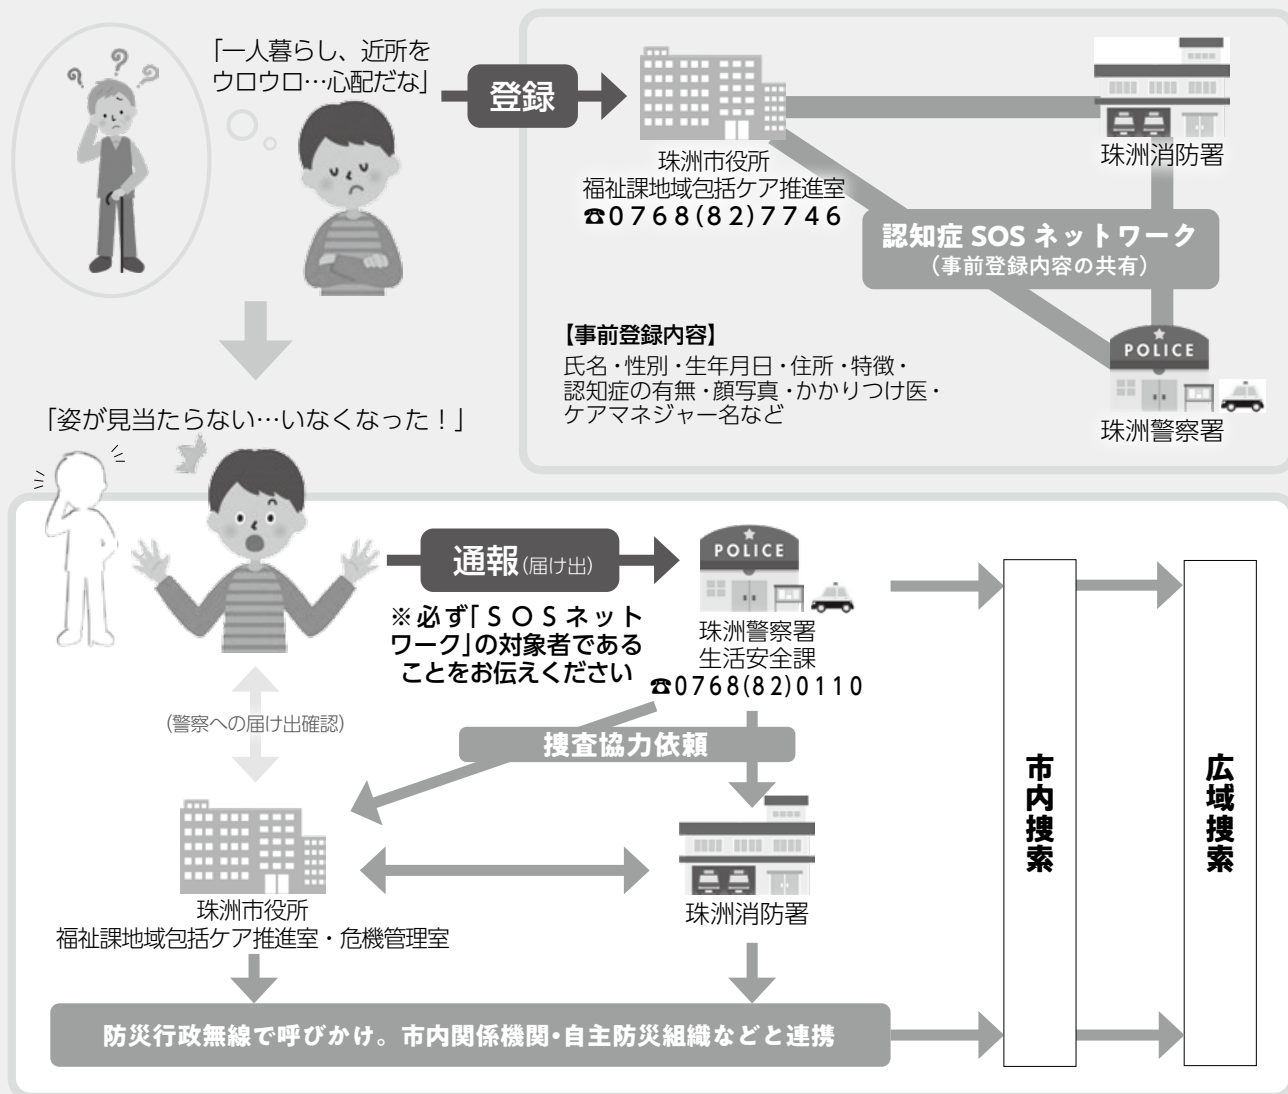 「一人暮らし、近所を
ウロウロ…心配だな」
登録
珠洲市役所
福祉課地域包括ケア推進室
☎0768(82)7746
珠洲消防署
認知症 SOS ネットワーク
（事前登録内容の共有）
【事前登録内容】
氏名・性別・生年月日・住所・特徴・
認知症の有無・顔写真・かかりつけ医・
ケアマネジャー名など
POLICE
珠洲警察署
「姿が見当たらない…いなくなった！」
通報(届け出)
※必ず「ＳＯＳネット
ワーク」の対象者である
ことをお伝えください
POLICE
珠洲警察署
生活安全課
☎0768(82)0110
(警察への届け出確認)
捜査協力依頼
珠洲市役所
福祉課地域包括ケア推進室・危機管理室
珠洲消防署
防災行政無線で呼びかけ。市内関係機関・自主防災組織などと連携
市内捜索
広域捜索